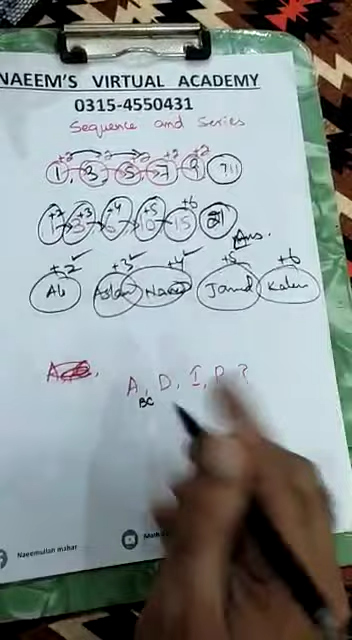 NAEEM'S VIRTUAL ACADEMY
0315-4550431
Sequence and Series
+2 +2 +2 +2
1, 3, 5, 7, 9, 11
+2 +3 +4 +5 +6
1 3 6 10 15 21
Ans.
+2 +3 +4 +5 +6
Ali Aslam Naeem Javed Kaleem
A, D, I, P ?
BC
Naeemullah mahar